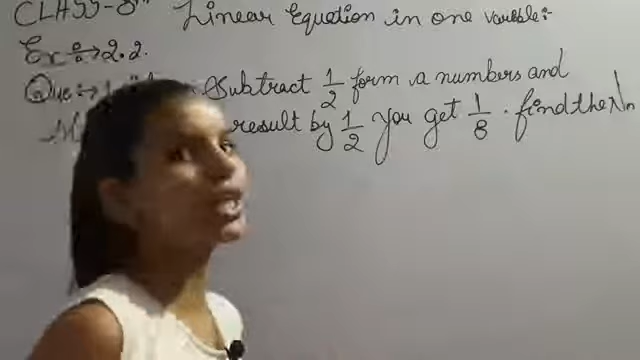 CLASS-8th Linear Equation in one variable:-
Ex:→2.2.
Que:→1 Subtract 1/2 form a numbers and
result by 1/2 you get 1/8. find the